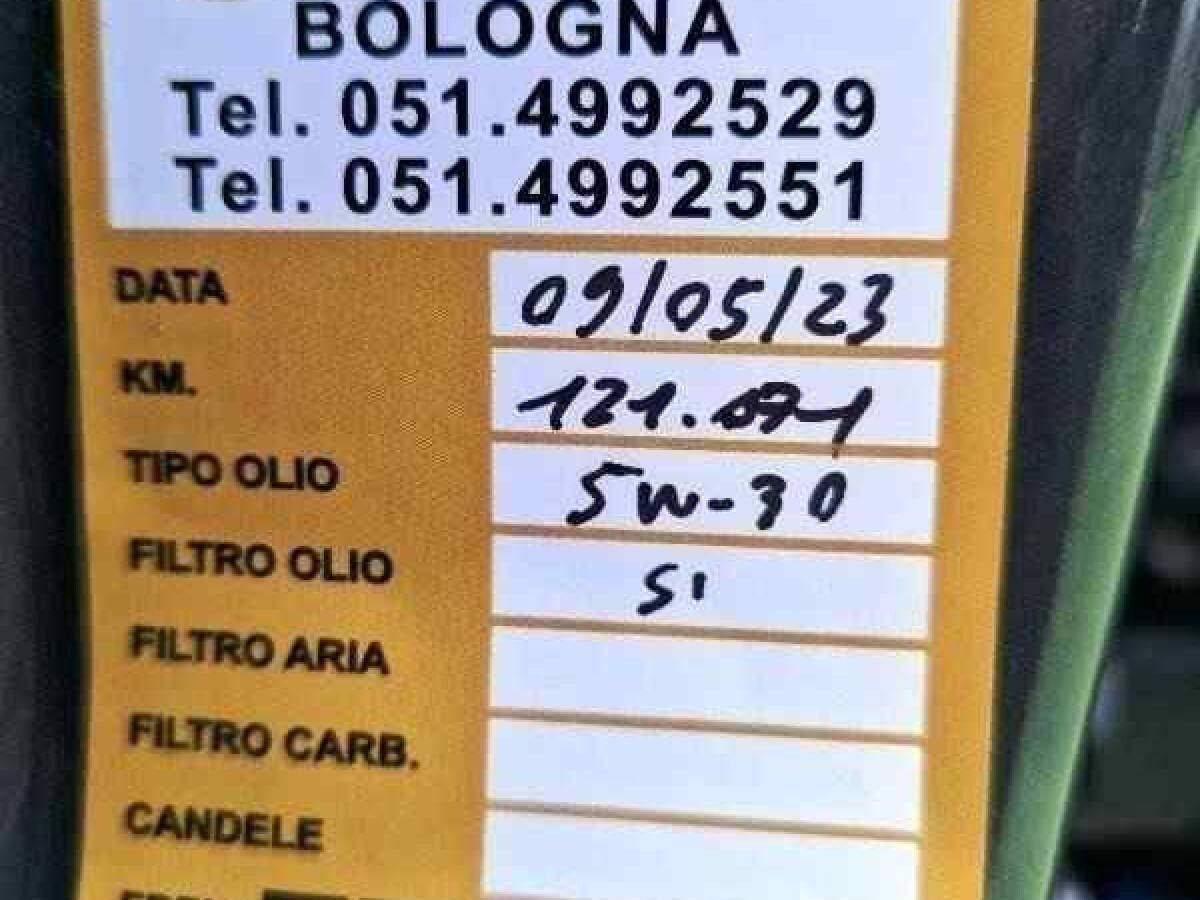 BOLOGNA
Tel. 051.4992529
Tel. 051.4992551
DATA 09/05/23
KM.
TIPO OLIO 5W-30
FILTRO OLIO SI
FILTRO ARIA
FILTRO CARB.
CANDELE